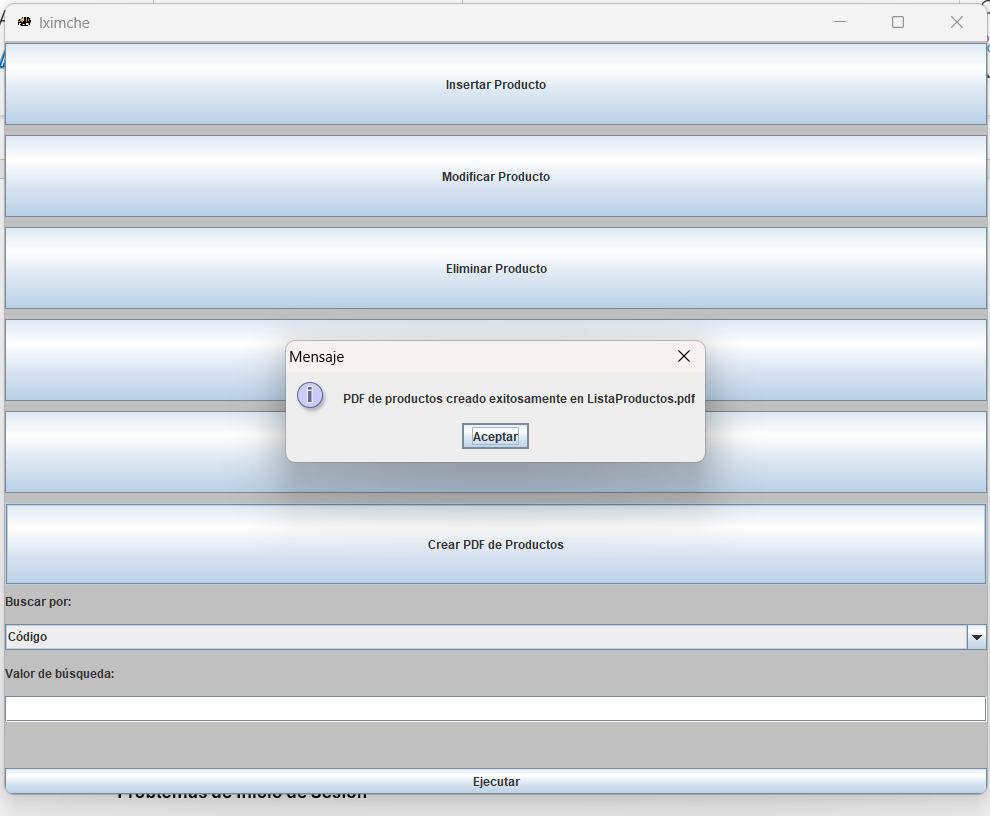 Iximche
Insertar Producto
Modificar Producto
Eliminar Producto
Mensaje
i
PDF de productos creado exitosamente en ListaProductos.pdf
Aceptar
Crear PDF de Productos
Buscar por:
Código
Valor de búsqueda:
Ejecutar
Problemas de Inicio de Sesión